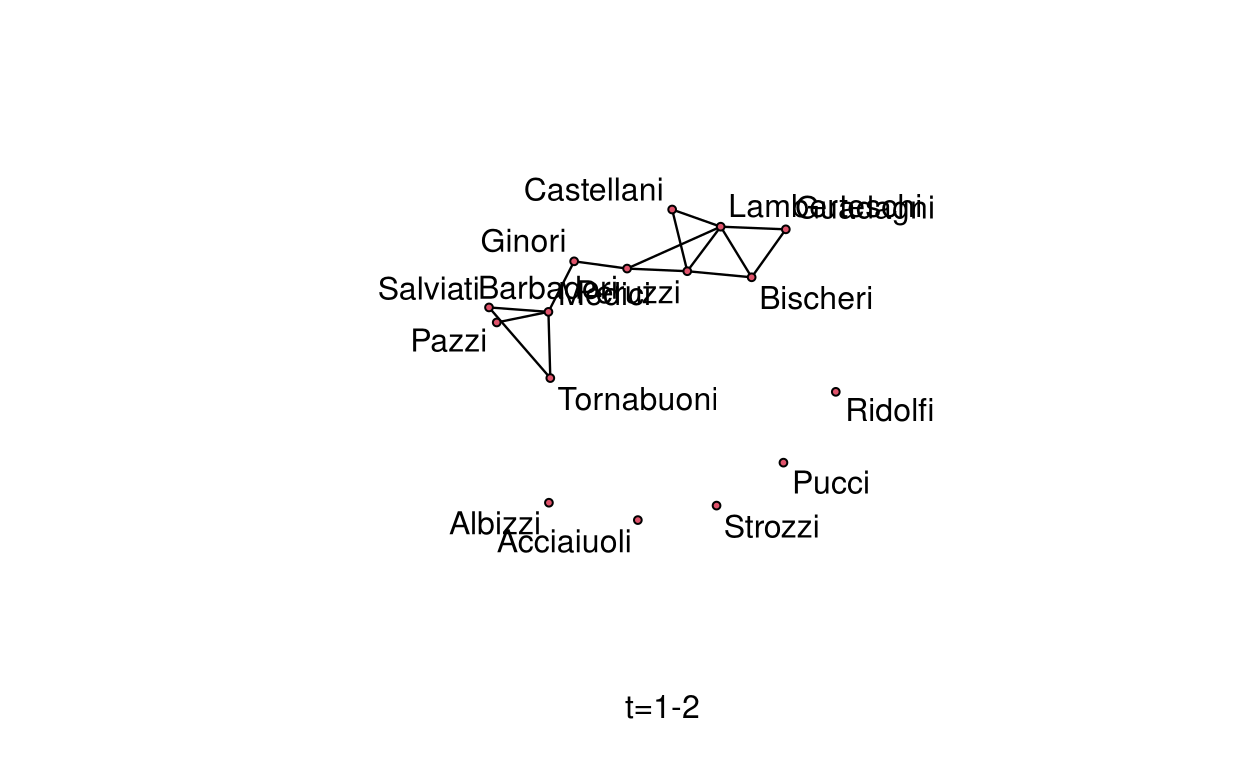 Castellani
Lamberteschi
Guadagni
Ginori
Salviati
Barbadori
Medici
Peruzzi
Bischeri
Pazzi
Tornabuoni
Ridolfi
Pucci
Albizzi
Strozzi
Acciaiuoli
t=1-2